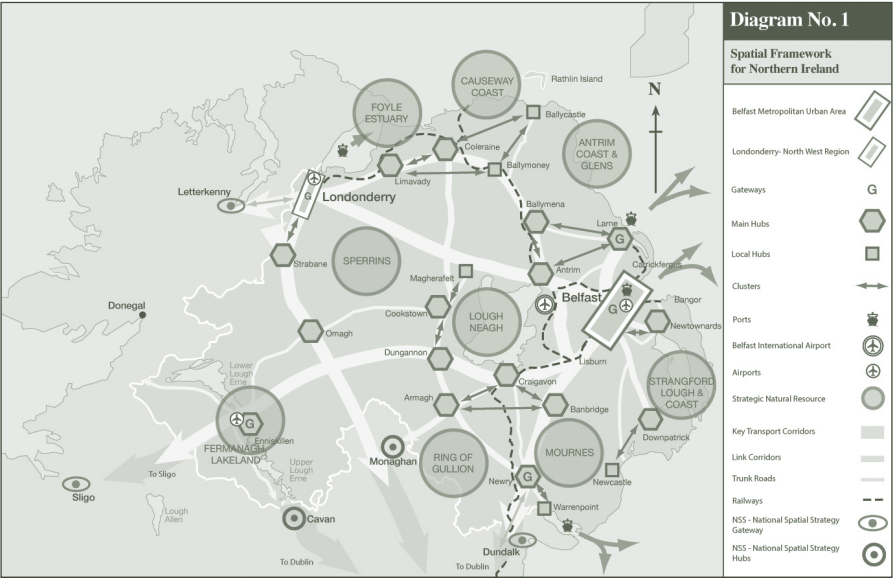 Diagram No. 1
Spatial Framework
for Northern Ireland
Belfast Metropolitan Urban Area
Londonderry- North West Region
Gateways
G
Main Hubs
Local Hubs
Clusters
Ports
Belfast International Airport
Airports
Strategic Natural Resource
Key Transport Corridors
Link Corridors
Trunk Roads
Railways
NSS - National Spatial Strategy
Gateway
NSS - National Spatial Strategy
Hubs
N
Rathlin Island
CAUSEWAY
COAST
FOYLE
ESTUARY
Ballycastle
ANTRIM
COAST &
GLENS
Coleraine
Ballymoney
Limavady
Letterkenny
G
Londonderry
Ballymena
Larne
G
Strabane
SPERRINS
Antrim
Carrickfergus
Magherafelt
Belfast
G
Bangor
Newtownards
Donegal
Cookstown
LOUGH
NEAGH
Omagh
Dungannon
Lisburn
Lower
Lough
Erne
Craigavon
STRANGFORD
LOUGH &
COAST
Armagh
Banbridge
G
Enniskillen
FERMANAGH
LAKELAND
Downpatrick
Monaghan
RING OF
GULLION
MOURNES
Upper
Lough
Erne
To Sligo
Sligo
Newry
G
Newcastle
Lough
Allen
Cavan
Warrenpoint
Dundalk
To Dublin
To Dublin